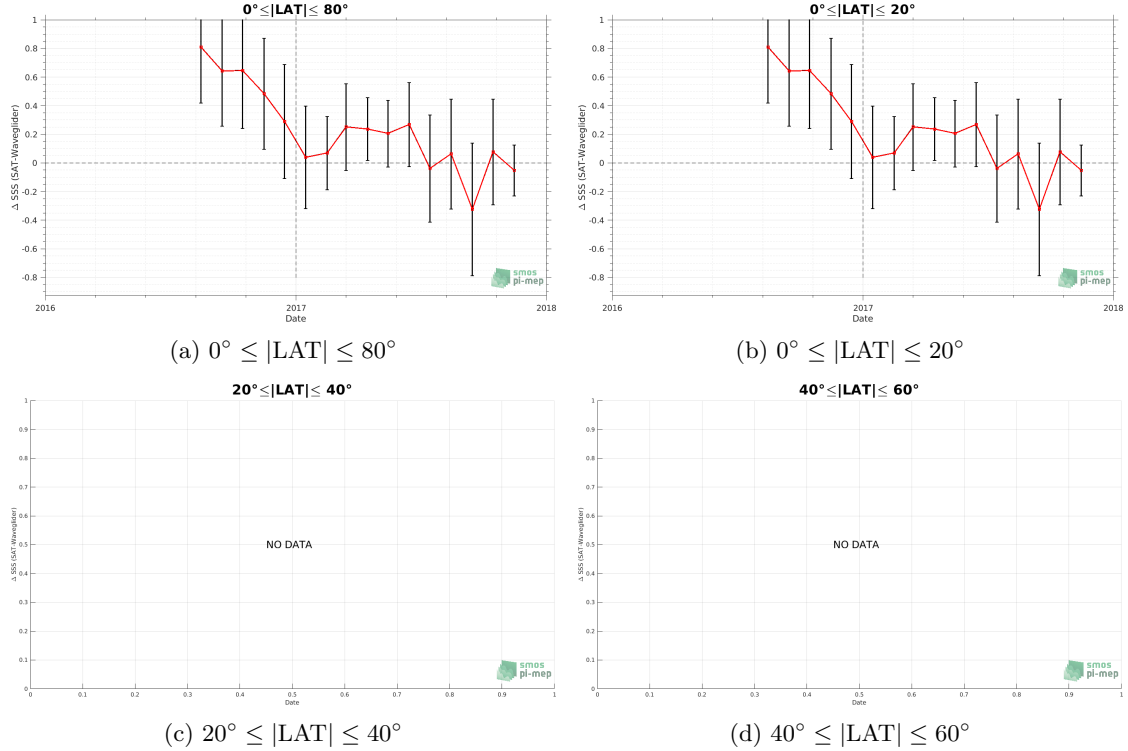 0°≤|LAT|≤ 80°
Δ SSS (SAT-Waveglider)
1
0.8
0.6
0.4
0.2
0
-0.2
-0.4
-0.6
-0.8
2016
2017
2018
Date
smos
pi-mep
(a) 0° ≤ |LAT| ≤ 80°
0°≤|LAT|≤ 20°
Δ SSS (SAT-Waveglider)
1
0.8
0.6
0.4
0.2
0
-0.2
-0.4
-0.6
-0.8
2016
2017
2018
Date
smos
pi-mep
(b) 0° ≤ |LAT| ≤ 20°
20°≤|LAT|≤ 40°
Δ SSS (SAT-Waveglider)
1
0.9
0.8
0.7
0.6
0.5
0.4
0.3
0.2
0.1
0
NO DATA
0 0.1 0.2 0.3 0.4 0.5 0.6 0.7 0.8 0.9 1
Date
smos
pi-mep
(c) 20° ≤ |LAT| ≤ 40°
40°≤|LAT|≤ 60°
Δ SSS (SAT-Waveglider)
1
0.9
0.8
0.7
0.6
0.5
0.4
0.3
0.2
0.1
0
NO DATA
0 0.1 0.2 0.3 0.4 0.5 0.6 0.7 0.8 0.9 1
Date
smos
pi-mep
(d) 40° ≤ |LAT| ≤ 60°